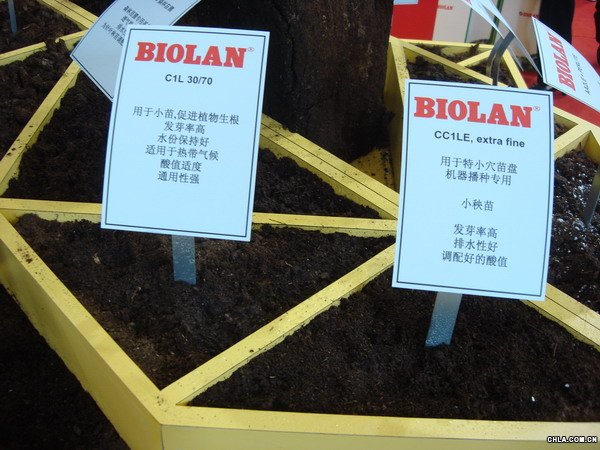 BIOLAN®
C1L 30/70
用于小苗,促进植物生根
发芽率高
水份保持好
适用于热带气候
酸值适度
通用性强
BIOLAN®
CC1LE, extra fine
用于特小穴苗盘
机器播种专用
小秧苗
发芽率高
排水性好
调配好的酸值
CHLA.COM.CN